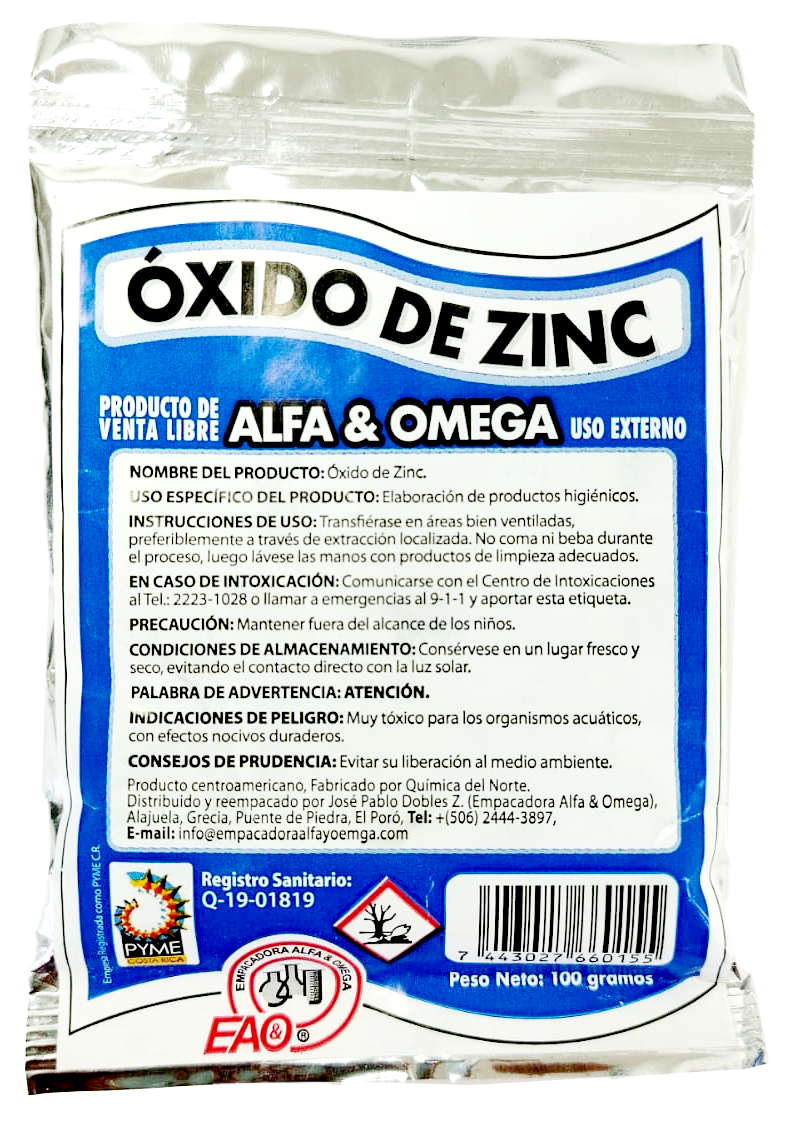 ÓXIDO DE ZINC
PRODUCTO DE
VENTA LIBRE
ALFA & OMEGA
USO EXTERNO
NOMBRE DEL PRODUCTO: Óxido de Zinc.
USO ESPECÍFICO DEL PRODUCTO: Elaboración de productos higiénicos.
INSTRUCCIONES DE USO: Transfiérase en áreas bien ventiladas,
preferiblemente a través de extracción localizada. No coma ni beba durante
el proceso, luego lávese las manos con productos de limpieza adecuados.
EN CASO DE INTOXICACIÓN: Comunicarse con el Centro de Intoxicaciones
al Tel.: 2223-1028 o llamar a emergencias al 9-1-1 y aportar esta etiqueta.
PRECAUCIÓN: Mantener fuera del alcance de los niños.
CONDICIONES DE ALMACENAMIENTO: Consérvese en un lugar fresco y
seco, evitando el contacto directo con la luz solar.
PALABRA DE ADVERTENCIA: ATENCIÓN.
INDICACIONES DE PELIGRO: Muy tóxico para los organismos acuáticos,
con efectos nocivos duraderos.
CONSEJOS DE PRUDENCIA: Evitar su liberación al medio ambiente.
Producto centroamericano, Fabricado por Química del Norte.
Distribuido y reempacado por José Pablo Dobles Z. (Empacadora Alfa & Omega),
Alajuela, Grecia, Puente de Piedra, El Poró, Tel: +(506) 2444-3897,
E-mail: info@empacadoraalfayoemga.com
Empresa Registrada como PYME C.R.
PYME
COSTA RICA
Registro Sanitario:
Q-19-01819
7 443027 660155
Peso Neto: 100 gramos
EMPACADORA ALFA & OMEGA
EA&O ®